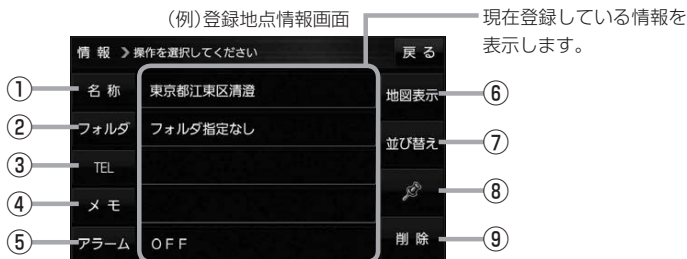 (例)登録地点情報画面
現在登録している情報を
表示します。
情 報 操作を選択してください 戻 る
① 名 称 東京都江東区清澄 地図表示 ⑥
② フォルダ フォルダ指定なし 並び替え ⑦
③ TEL ⑧
④ メ モ
⑤ アラーム OFF 削 除 ⑨